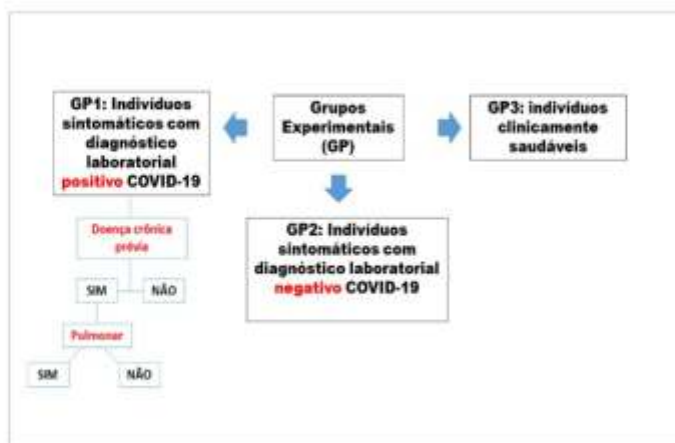 GP1: Indivíduos
sintomáticos com
diagnóstico
laboratorial
positivo COVID-19
Grupos
Experimentais
(GP)
GP3: indivíduos
clinicamente
saudáveis
GP2: Indivíduos
sintomáticos com
diagnóstico laboratorial
negativo COVID-19
Doença crônica
prévia
SIM
NÃO
Pulmonar
SIM
NÃO